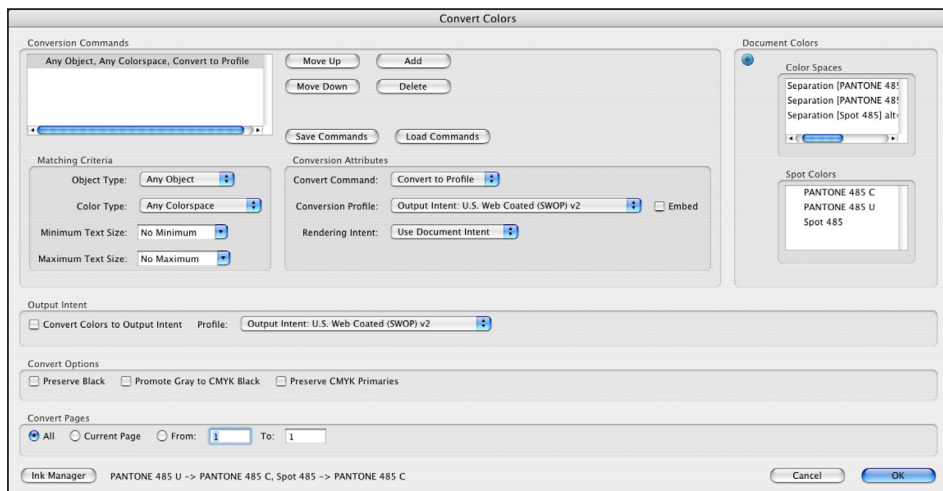 Convert Colors
Conversion Commands
Any Object, Any Colorspace, Convert to Profile
Move Up
Add
Move Down
Delete
Save Commands
Load Commands
Matching Criteria
Object Type: Any Object
Color Type: Any Colorspace
Minimum Text Size: No Minimum
Maximum Text Size: No Maximum
Conversion Attributes
Convert Command: Convert to Profile
Conversion Profile: Output Intent: U.S. Web Coated (SWOP) v2 Embed
Rendering Intent: Use Document Intent
Document Colors
Color Spaces
Separation [PANTONE 485
Separation [PANTONE 485
Separation [Spot 485] alt=
Spot Colors
PANTONE 485 C
PANTONE 485 U
Spot 485
Output Intent
Convert Colors to Output Intent Profile: Output Intent: U.S. Web Coated (SWOP) v2
Convert Options
Preserve Black Promote Gray to CMYK Black Preserve CMYK Primaries
Convert Pages
All Current Page From: 1 To: 1
Ink Manager PANTONE 485 U -> PANTONE 485 C, Spot 485 -> PANTONE 485 C
Cancel
OK